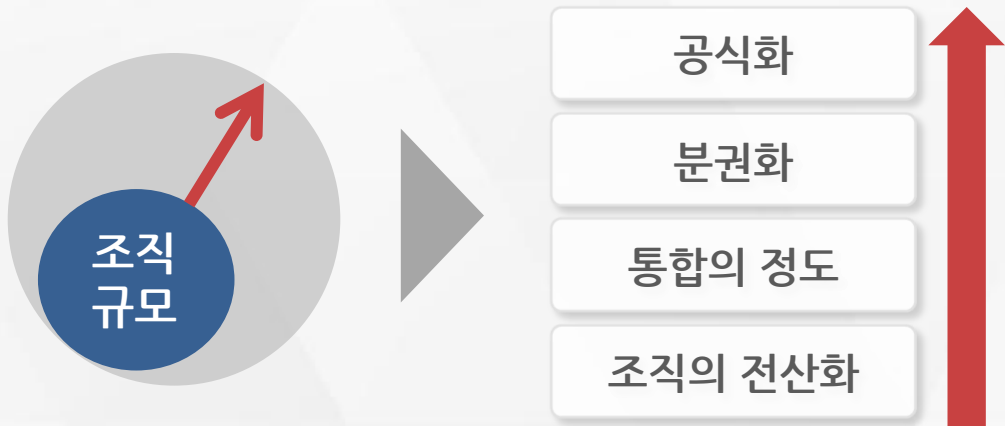 조직
규모
공식화
분권화
통합의 정도
조직의 전산화